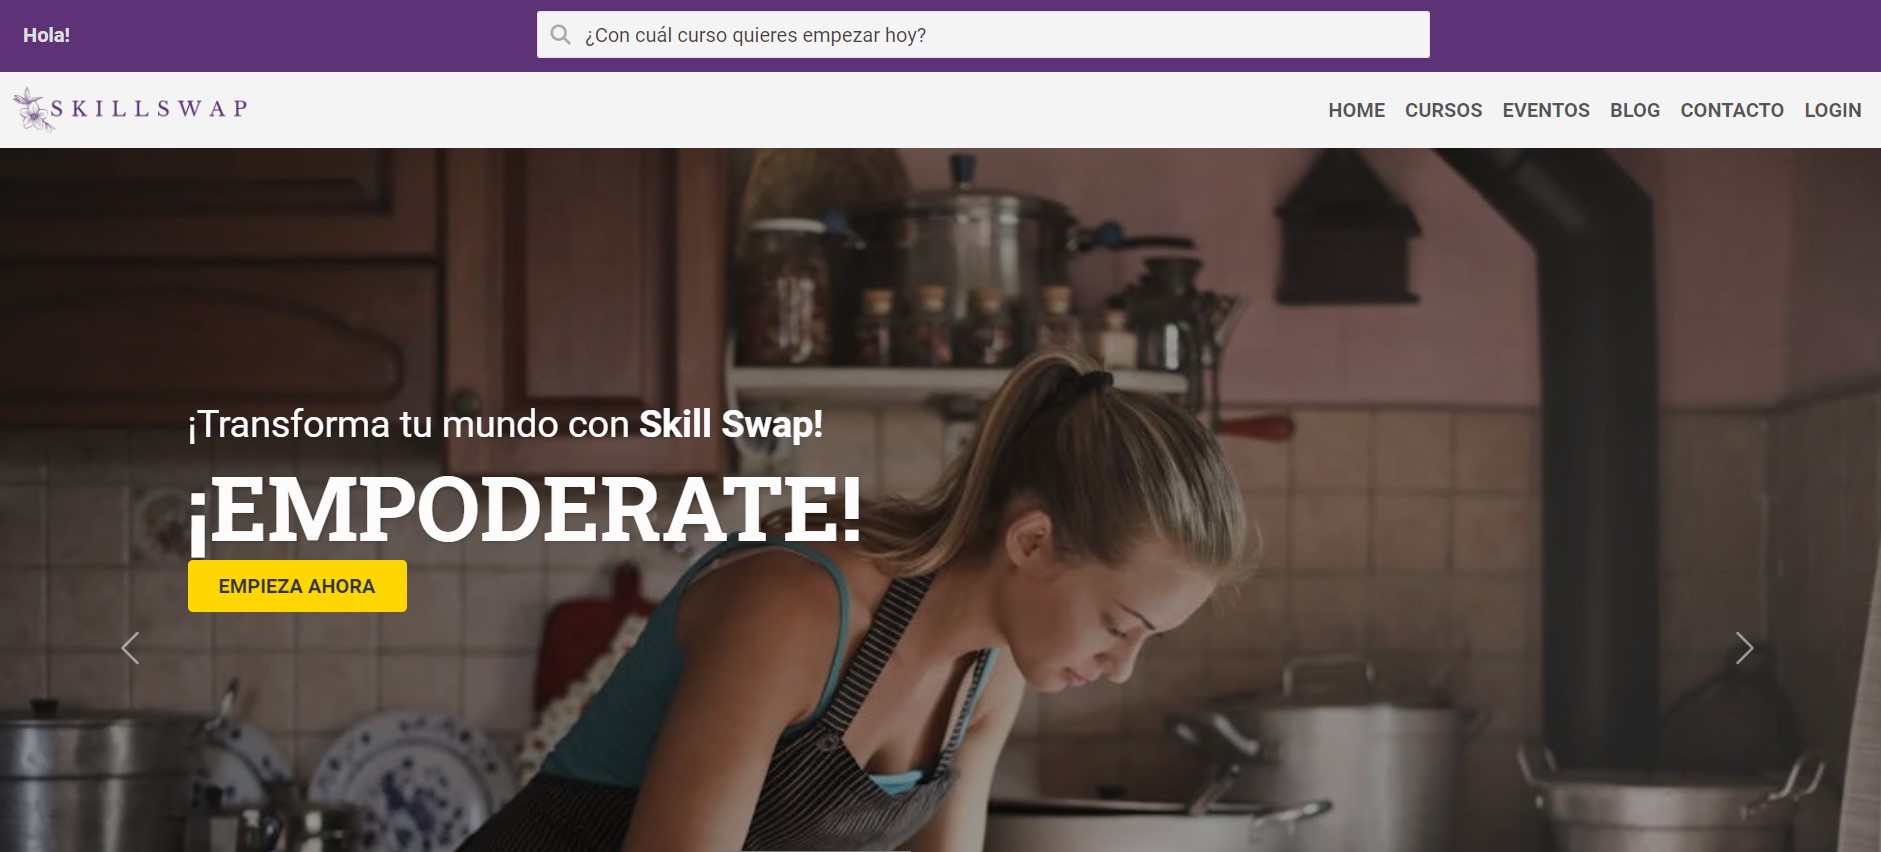 Hola!
¿Con cuál curso quieres empezar hoy?
SKILLSWAP
HOME CURSOS EVENTOS BLOG CONTACTO LOGIN
¡Transforma tu mundo con Skill Swap!
¡EMPODERATE!
EMPIEZA AHORA